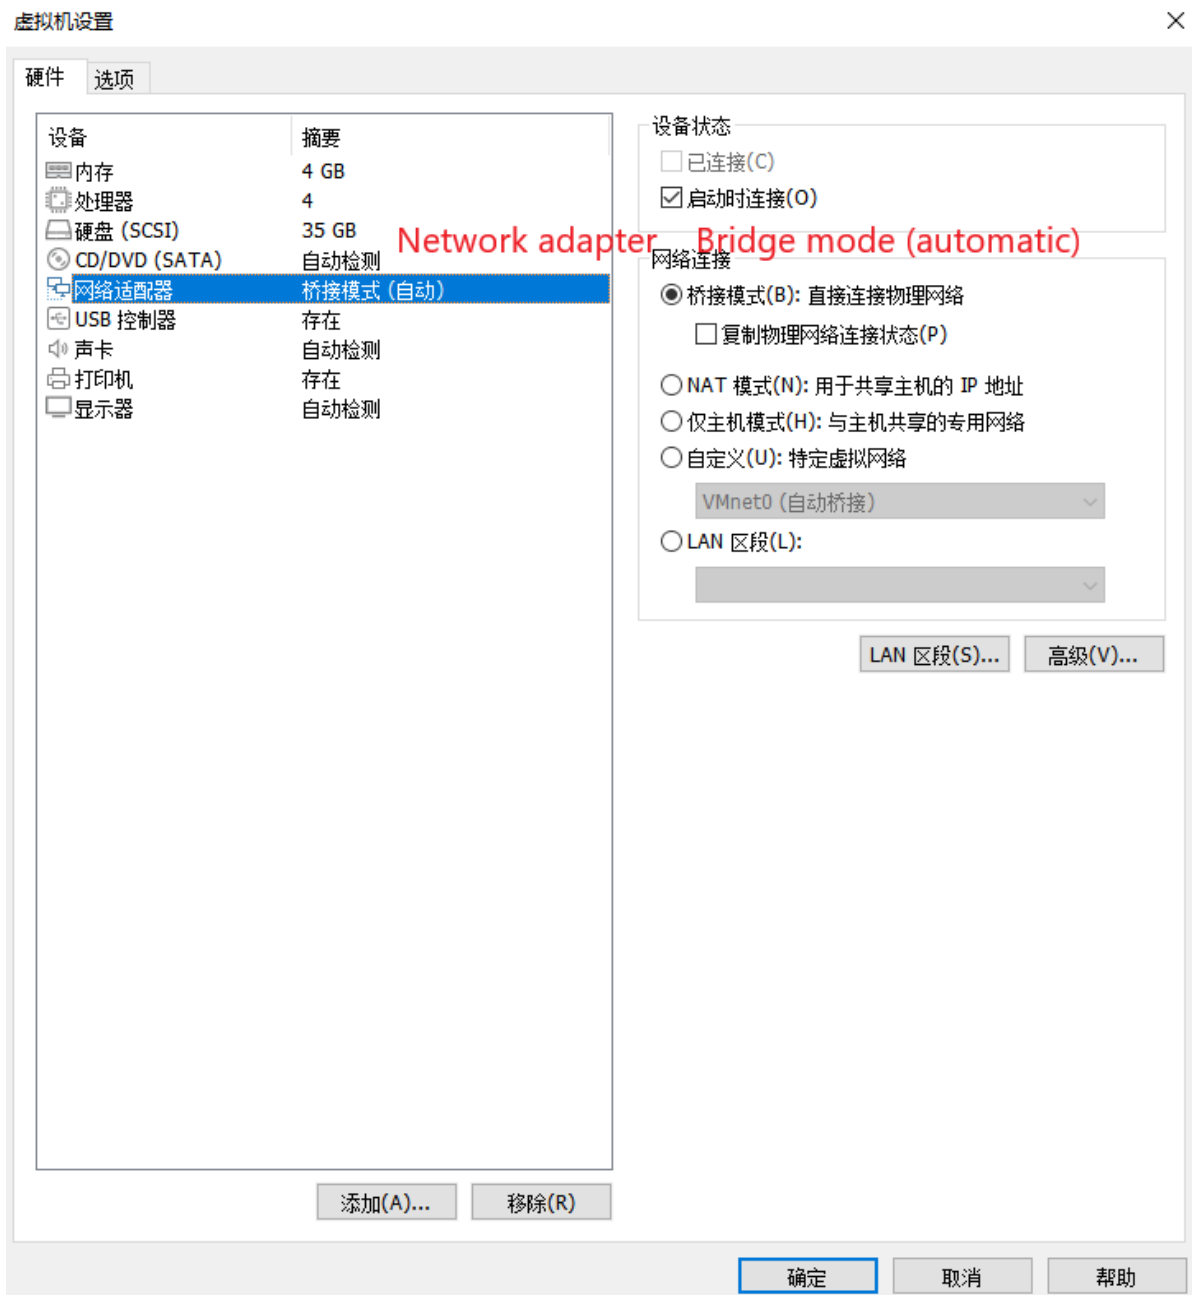 虚拟机设置
硬件 选项
设备 摘要
内存 4 GB
处理器 4
硬盘 (SCSI) 35 GB
CD/DVD (SATA) 自动检测
网络适配器 桥接模式 (自动)
USB 控制器 存在
声卡 自动检测
打印机 存在
显示器 自动检测
Network adapter Bridge mode (automatic)
设备状态
已连接(C)
启动时连接(O)
网络连接
桥接模式(B): 直接连接物理网络
复制物理网络连接状态(P)
NAT 模式(N): 用于共享主机的 IP 地址
仅主机模式(H): 与主机共享的专用网络
自定义(U): 特定虚拟网络
VMnet0 (自动桥接)
LAN 区段(L):
LAN 区段(S)... 高级(V)...
添加(A)... 移除(R)
确定 取消 帮助